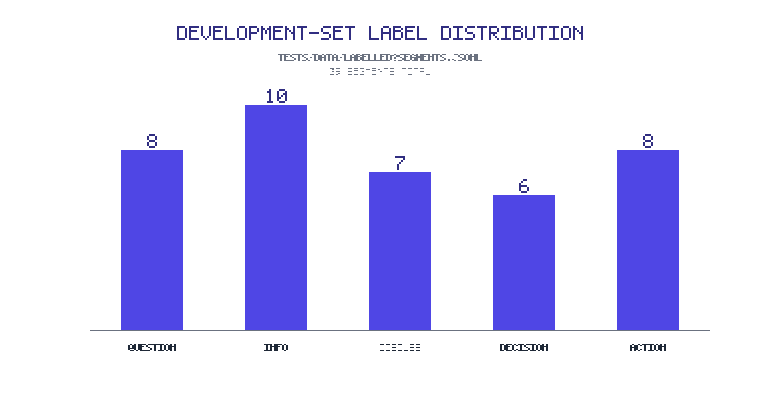 DEVELOPMENT-SET LABEL DISTRIBUTION
8
10
7
6
8
QUESTION
INFO
DECISION
ACTION